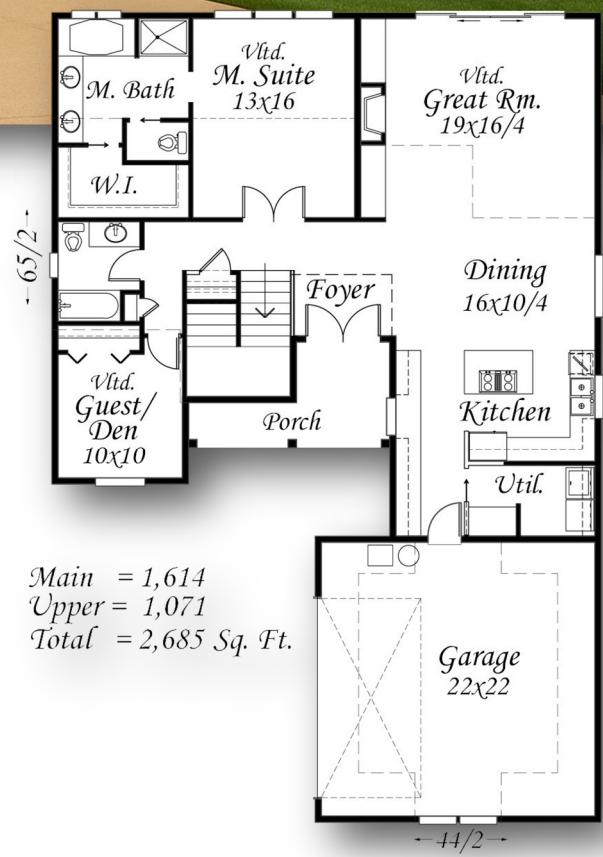 Vltd.
M. Suite
13x16
Vltd.
Great Rm.
19x16/4
M. Bath
W.I.
65/2
Foyer
Dining
16x10/4
Vltd.
Guest/
Den
10x10
Porch
Kitchen
Util.
Main = 1,614
Upper = 1,071
Total = 2,685 Sq. Ft.
Garage
22x22
44/2